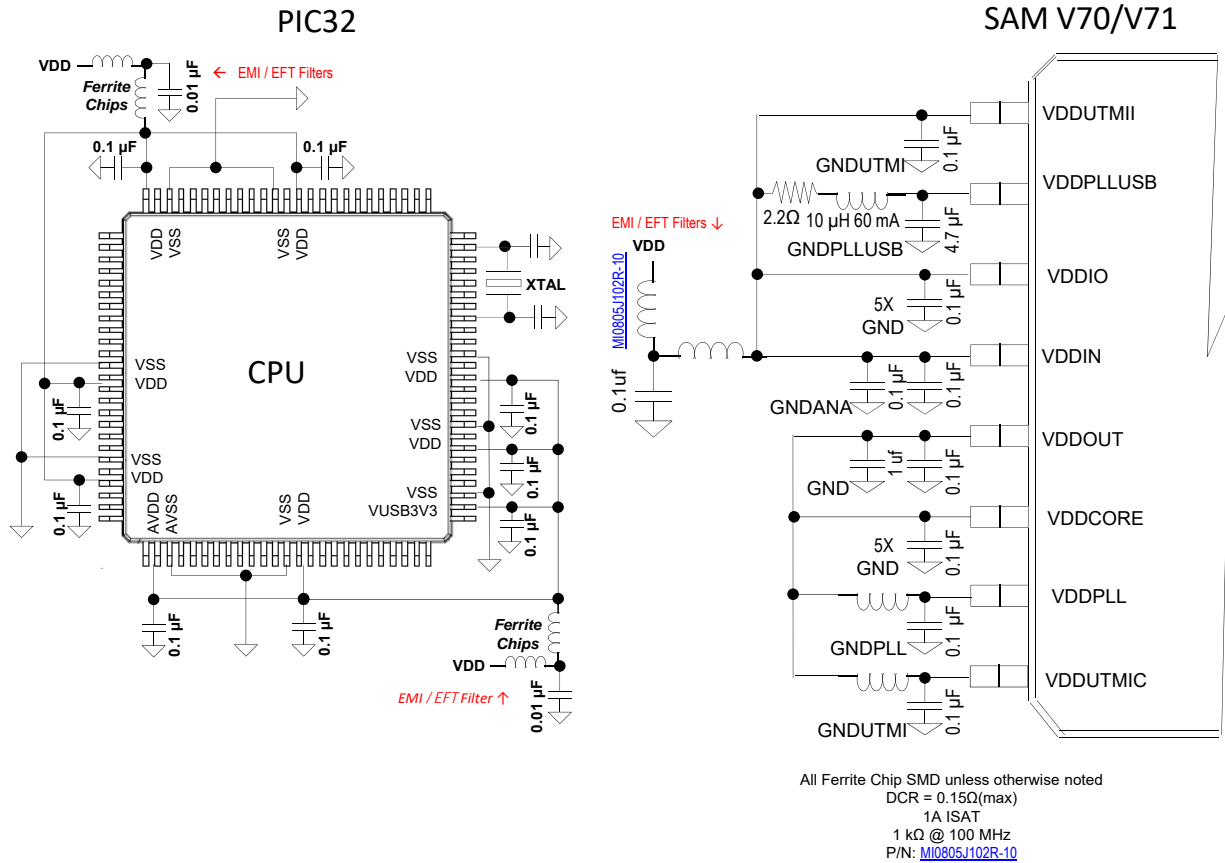 PIC32
VDD
Ferrite
Chips
0.01 µF
← EMI / EFT Filters
0.1 µF
0.1 µF
VDD
VSS
VSS
VDD
XTAL
CPU
VSS
VDD
0.1 µF
VSS
VDD
0.1 µF
VSS
VDD
0.1 µF
VSS
VDD
0.1 µF
VSS
VUSB3V3
0.1 µF
AVDD
AVSS
VSS
VDD
0.1 µF
0.1 µF
Ferrite
Chips
VDD
EMI / EFT Filter ↑
0.01 µF
SAM V70/V71
VDDUTMII
0.1 µF
GNDUTMI
VDDPLLUSB
2.2Ω 10 µH 60 mA
4.7 µF
GNDPLLUSB
EMI / EFT Filters ↓
VDD
MI0805J102R-10
0.1uf
VDDIO
5X
GND
0.1 µF
VDDIN
GNDANA
0.1 µF
0.1 µF
VDDOUT
GND
1uf
0.1 µF
VDDCORE
5X
GND
0.1 µF
VDDPLL
GNDPLL
0.1 µF
VDDUTMIC
GNDUTMI
0.1 µF
All Ferrite Chip SMD unless otherwise noted
DCR = 0.15Ω(max)
1A ISAT
1 kΩ @ 100 MHz
P/N: MI0805J102R-10